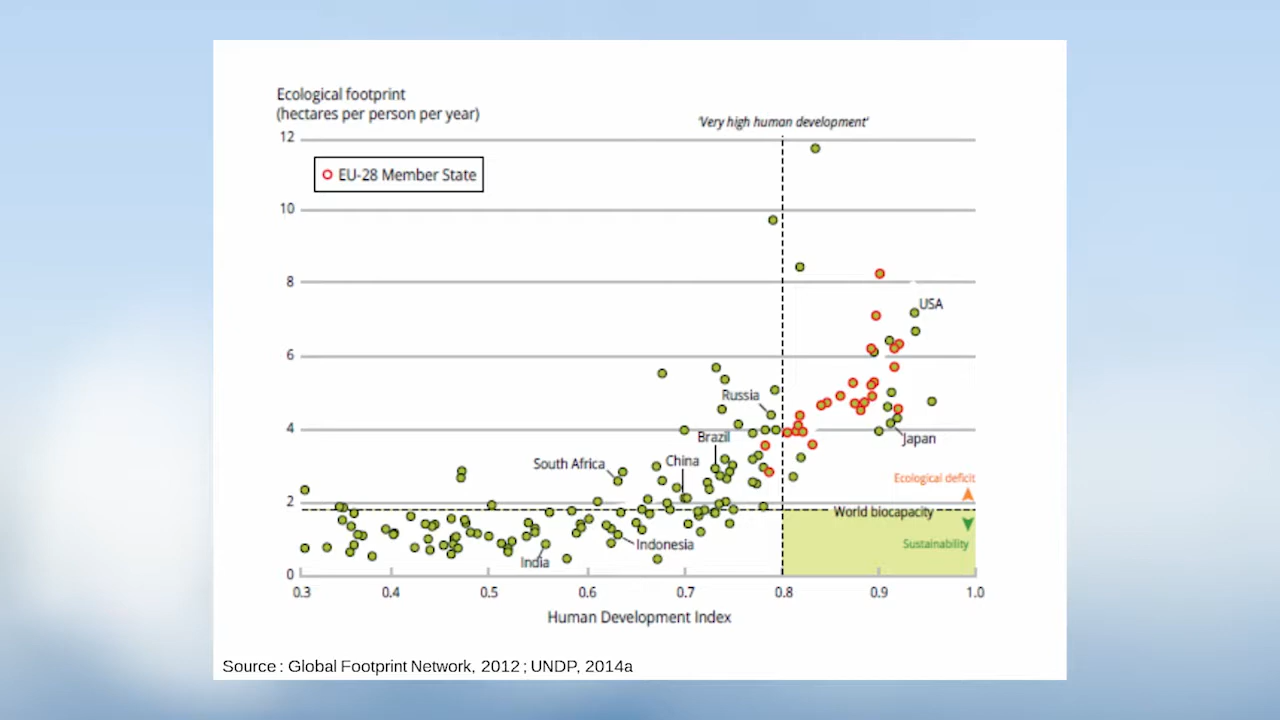 Ecological footprint
(hectares per person per year)
'Very high human development'
12
EU-28 Member State
10
8
USA
6
Russia
4
Brazil
Japan
South Africa
China
Ecological deficit
2
World biocapacity
Indonesia
Sustainability
India
0
0.3 0.4 0.5 0.6 0.7 0.8 0.9 1.0
Human Development Index
Source : Global Footprint Network, 2012 ; UNDP, 2014a